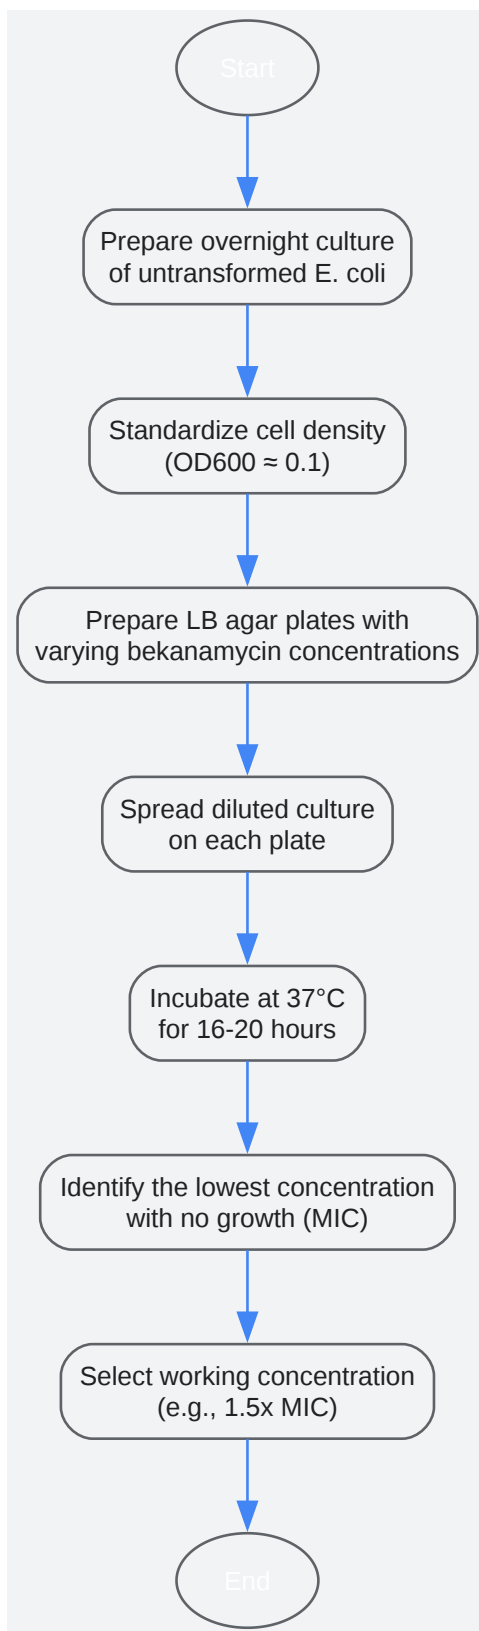 Start
Prepare overnight culture
of untransformed E. coli
Standardize cell density
(OD600 ≈ 0.1)
Prepare LB agar plates with
varying bekanamycin concentrations
Spread diluted culture
on each plate
Incubate at 37°C
for 16-20 hours
Identify the lowest concentration
with no growth (MIC)
Select working concentration
(e.g., 1.5x MIC)
End